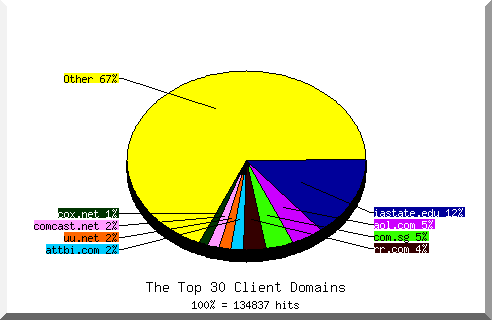 Other 67%
cox.net 1%
comcast.net 2%
uu.net 2%
attbi.com 2%
iastate.edu 12%
aol.com 5%
com.sg 5%
rr.com 4%
The Top 30 Client Domains
100% = 134837 hits